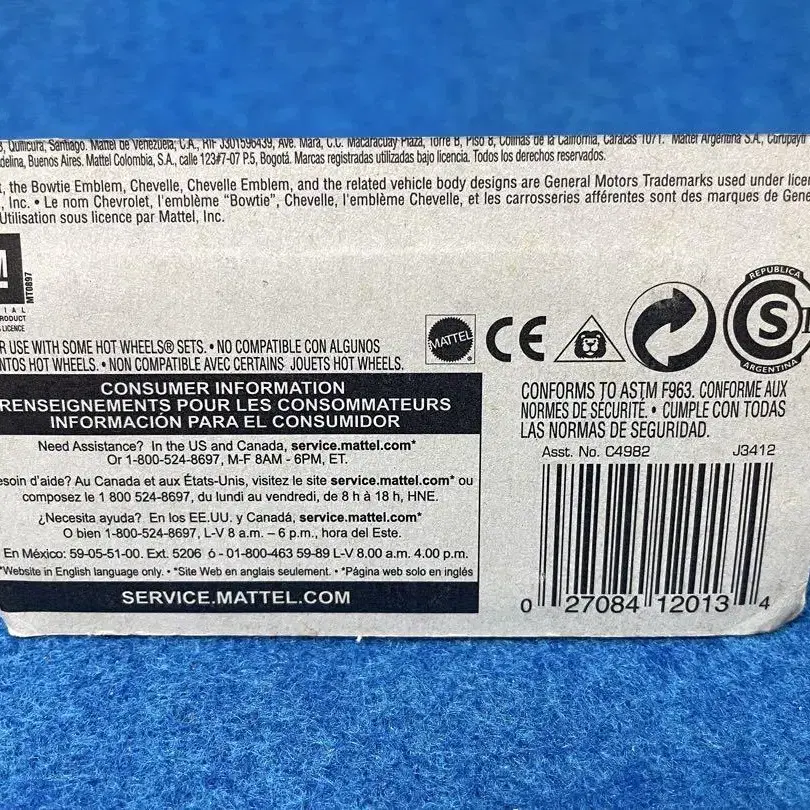 Quilicura, Santiago. Mattel de Venezuela, C.A., RIF J301596439, Ave. Mara, C.C. Macaracuay Plaza, Torre B, Piso 8, Colinas de la California, Caracas 1071. Mattel Argentina S.A., Curupaytí
delina, Buenos Aires. Mattel Colombia, S.A., calle 123#7-07 P.5, Bogotá. Marcas registradas utilizadas bajo licencia. Todos los derechos reservados.
, the Bowtie Emblem, Chevelle, Chevelle Emblem, and the related vehicle body designs are General Motors Trademarks used under licen
, Inc. • Le nom Chevrolet, l'emblème "Bowtie", Chevelle, l'emblème Chevelle, et les carrosseries afférentes sont des marques de Gene
Utilisation sous licence par Mattel, Inc.
M
MT0897
IAL
RODUCT
LICENCE
R USE WITH SOME HOT WHEELS® SETS. • NO COMPATIBLE CON ALGUNOS
NTOS HOT WHEELS. • NON COMPATIBLE AVEC CERTAINS JOUETS HOT WHEELS.
MATTEL
CE
REPUBLICA
S
ARGENTINA
CONSUMER INFORMATION
RENSEIGNEMENTS POUR LES CONSOMMATEURS
INFORMACIÓN PARA EL CONSUMIDOR
Need Assistance? In the US and Canada, service.mattel.com*
Or 1-800-524-8697, M-F 8AM - 6PM, ET.
esoin d'aide? Au Canada et aux États-Unis, visitez le site service.mattel.com* ou
composez le 1 800 524-8697, du lundi au vendredi, de 8 h à 18 h, HNE.
¿Necesita ayuda? En los EE.UU. y Canadá, service.mattel.com*
O bien 1-800-524-8697, L-V 8 a.m. – 6 p.m., hora del Este.
En México: 59-05-51-00. Ext. 5206 ó - 01-800-463 59-89 L-V 8.00 a.m. 4.00 p.m.
*Website in English language only. • *Site Web en anglais seulement. • *Página web solo en inglés
SERVICE.MATTEL.COM
CONFORMS TO ASTM F963. CONFORME AUX
NORMES DE SÉCURITÉ. • CUMPLE CON TODAS
LAS NORMAS DE SEGURIDAD.
Asst. No. C4982 J3412
0 27084 12013 4